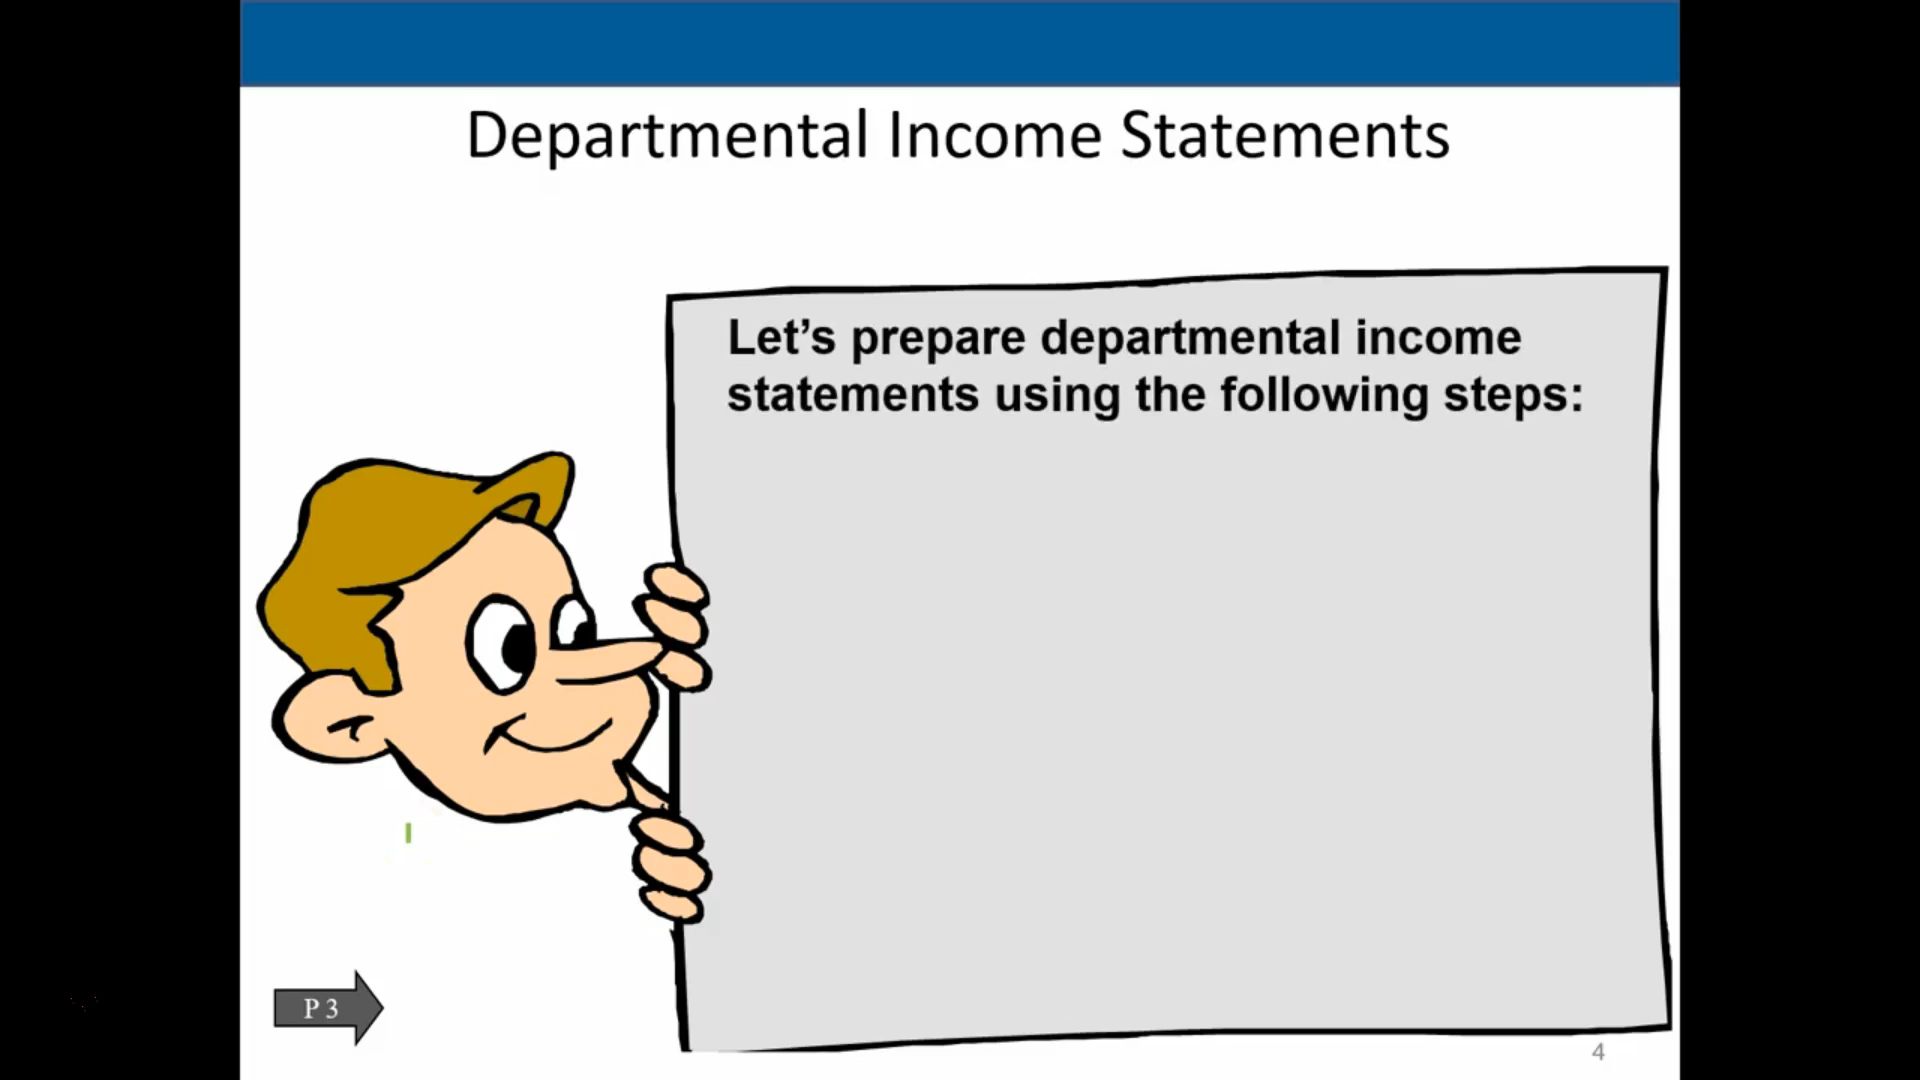 Departmental Income Statements
Let’s prepare departmental income
statements using the following steps:
P 3
4